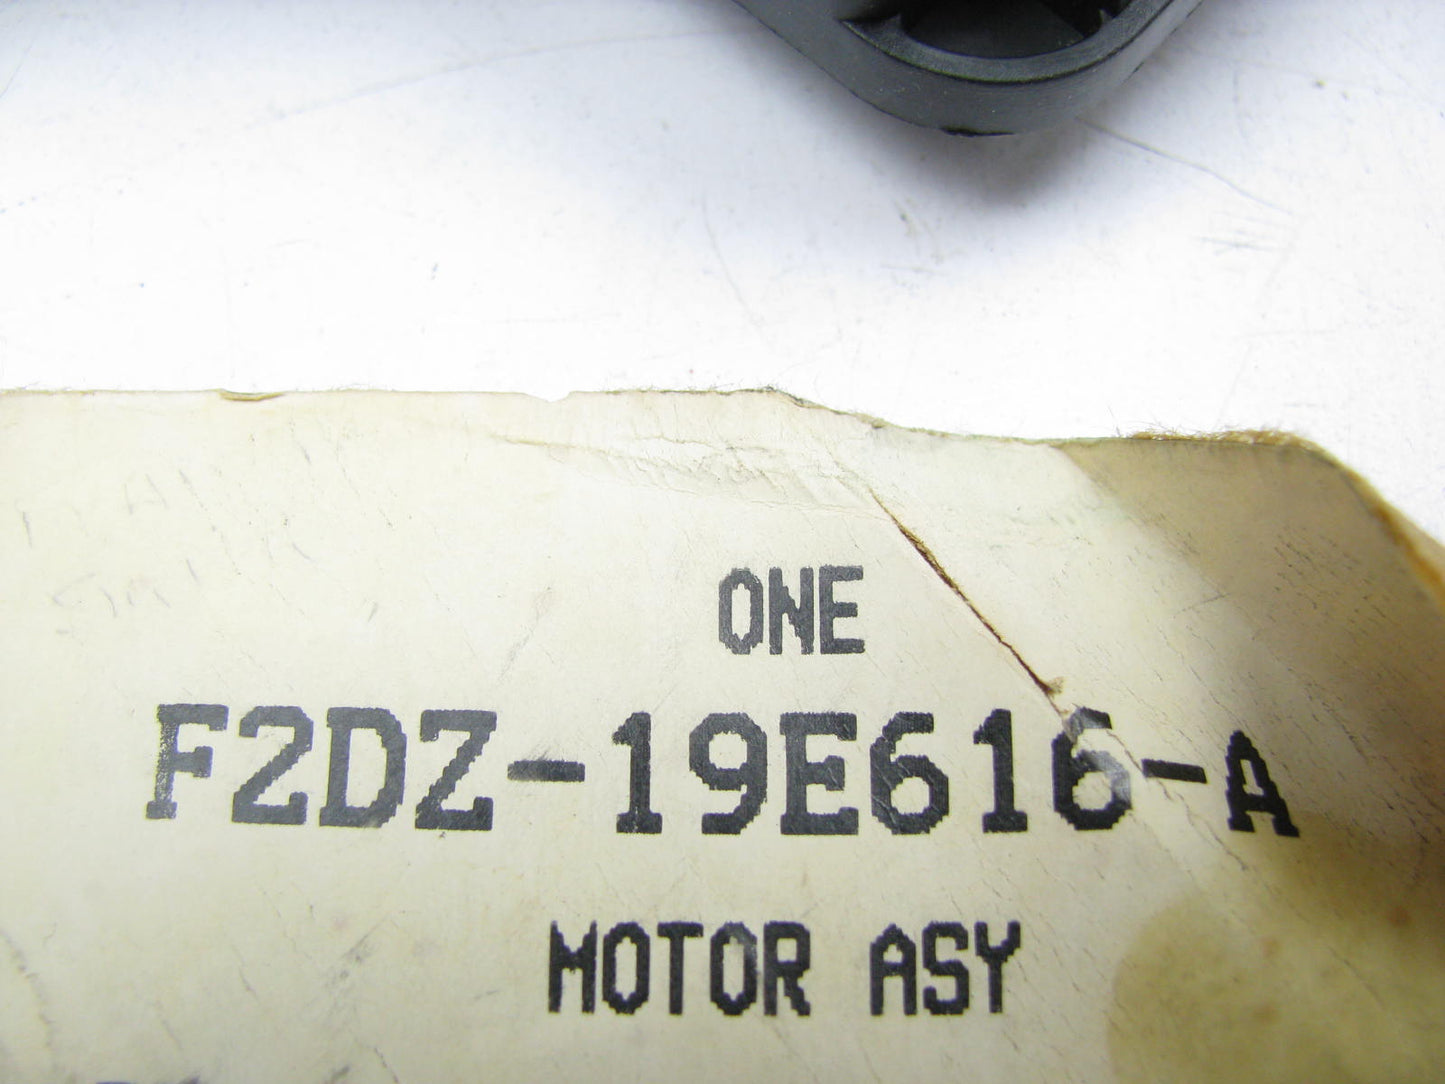 ONE
F2DZ-19E616-A
MOTOR ASY